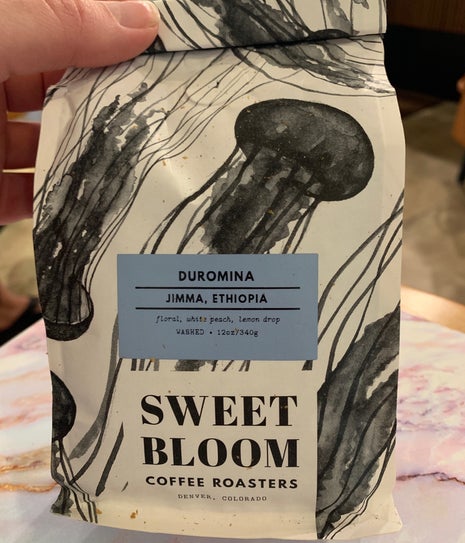 DUROMINA
JIMMA, ETHIOPIA
floral, white peach, lemon drop
WASHED • 12oz/340g
SWEET
BLOOM
COFFEE ROASTERS
DENVER, COLORADO